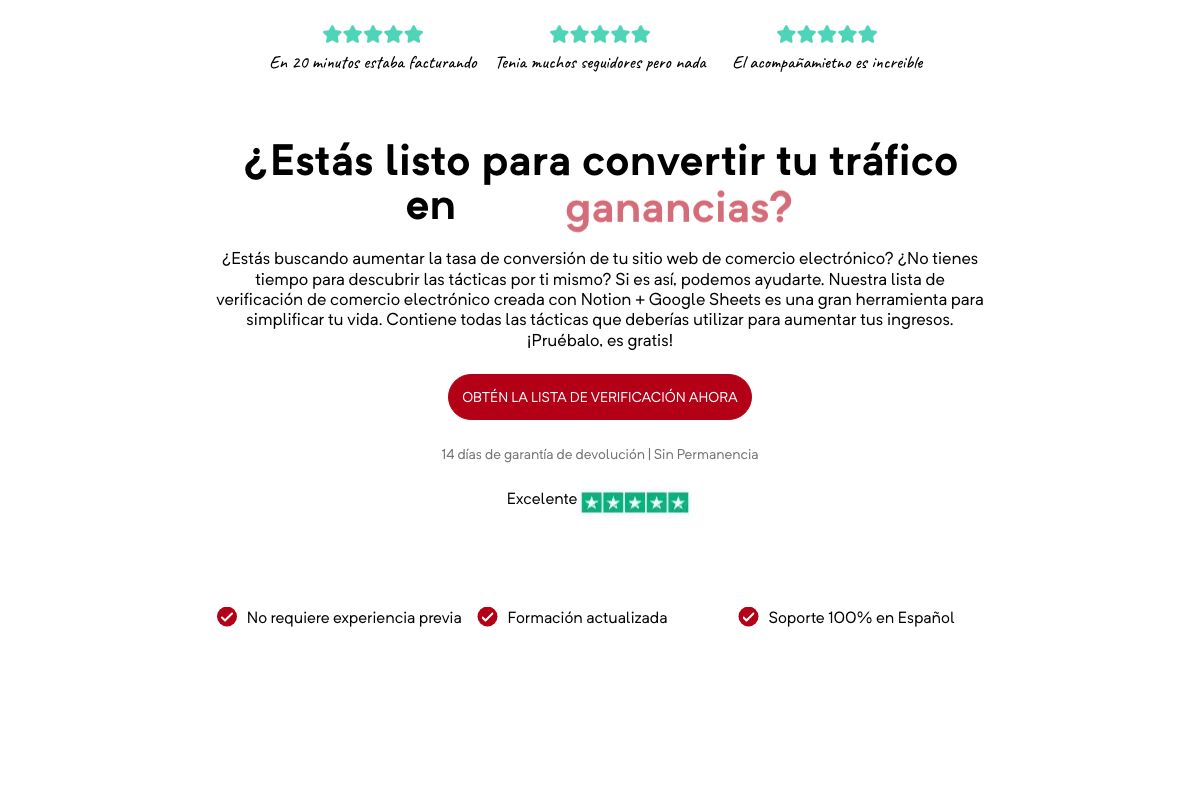 En 20 minutos estaba facturando
Tenia muchos seguidores pero nada
El acompañamietno es increible
¿Estás listo para convertir tu tráfico
en ganancias?
¿Estás buscando aumentar la tasa de conversión de tu sitio web de comercio electrónico? ¿No tienes
tiempo para descubrir las tácticas por ti mismo? Si es así, podemos ayudarte. Nuestra lista de
verificación de comercio electrónico creada con Notion + Google Sheets es una gran herramienta para
simplificar tu vida. Contiene todas las tácticas que deberías utilizar para aumentar tus ingresos.
¡Pruébalo, es gratis!
OBTÉN LA LISTA DE VERIFICACIÓN AHORA
14 días de garantía de devolución | Sin Permanencia
Excelente
No requiere experiencia previa
Formación actualizada
Soporte 100% en Español